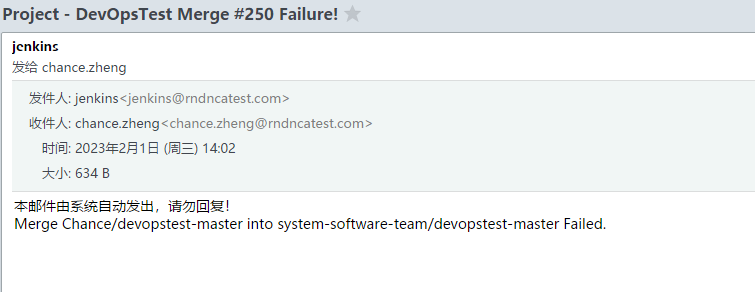 Project - DevOpsTest Merge #250 Failure!
jenkins
发给 chance.zheng
发件人: jenkins<jenkins@rndncatest.com>
收件人: chance.zheng<chance.zheng@rndncatest.com>
时间: 2023年2月1日 (周三) 14:02
大小: 634 B
本邮件由系统自动发出，请勿回复！
Merge Chance/devopstest-master into system-software-team/devopstest-master Failed.